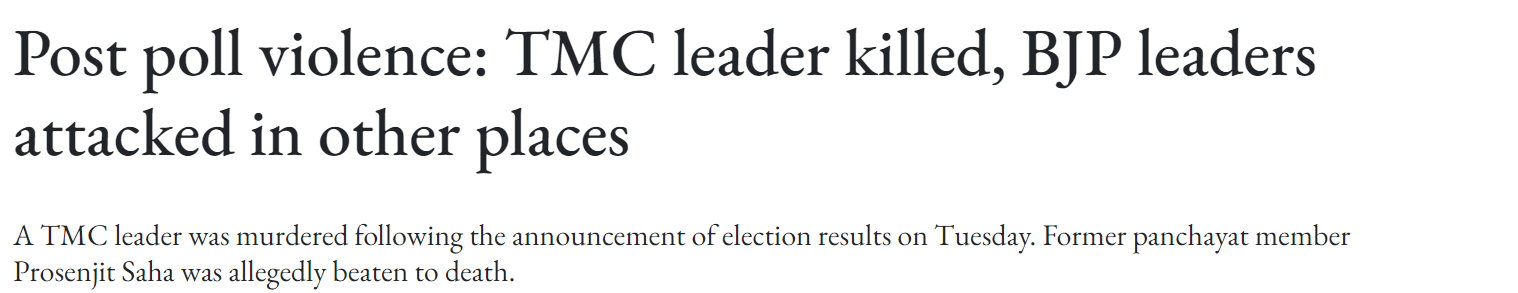 Post poll violence: TMC leader killed, BJP leaders
attacked in other places
A TMC leader was murdered following the announcement of election results on Tuesday. Former panchayat member
Prosenjit Saha was allegedly beaten to death.